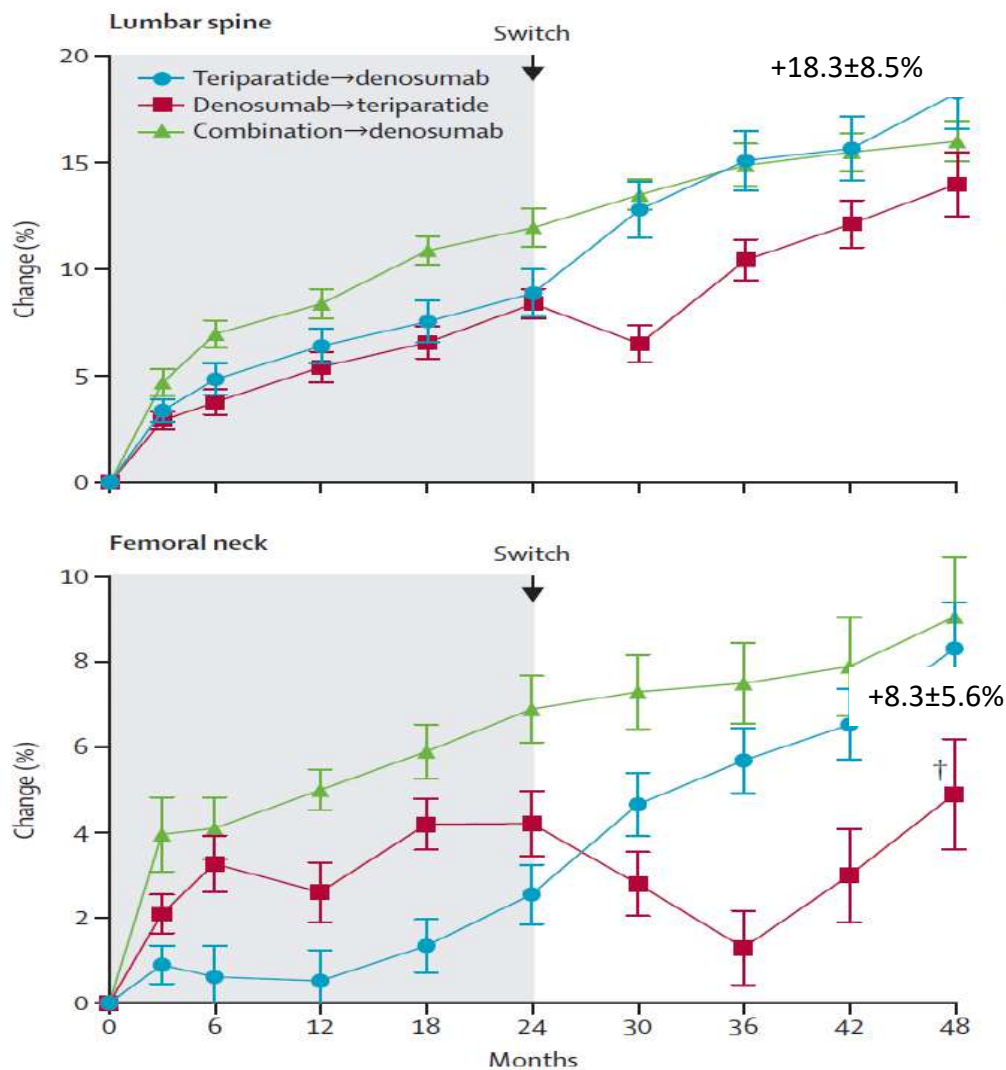 Lumbar spine
Switch
+18.3±8.5%
Teriparatide→denosumab
Denosumab→teriparatide
Combination→denosumab
20
15
10
5
0
Change (%)
Femoral neck
Switch
10
8
6
4
2
0
Change (%)
+8.3±5.6%
†
0 6 12 18 24 30 36 42 48
Months